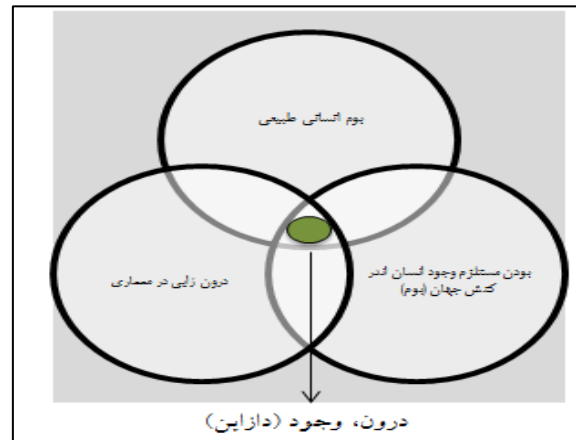 بوم انسانی طبیعی
درون زایی در معماری
بودن مستلزم وجود انسان اندر
کنش جهان (بوم)
درون، وجود (دازاین)